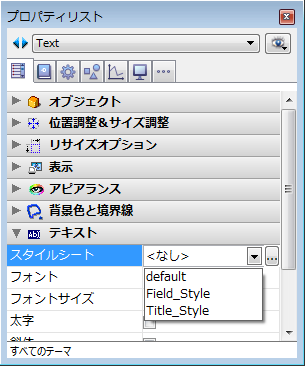 プロパティリスト
Text
オブジェクト
位置調整＆サイズ調整
リサイズオプション
表示
アピアランス
背景色と境界線
テキスト
スタイルシート <なし>
default
フォント
Field_Style
フォントサイズ
Title_Style
太字
斜体
すべてのテーマ